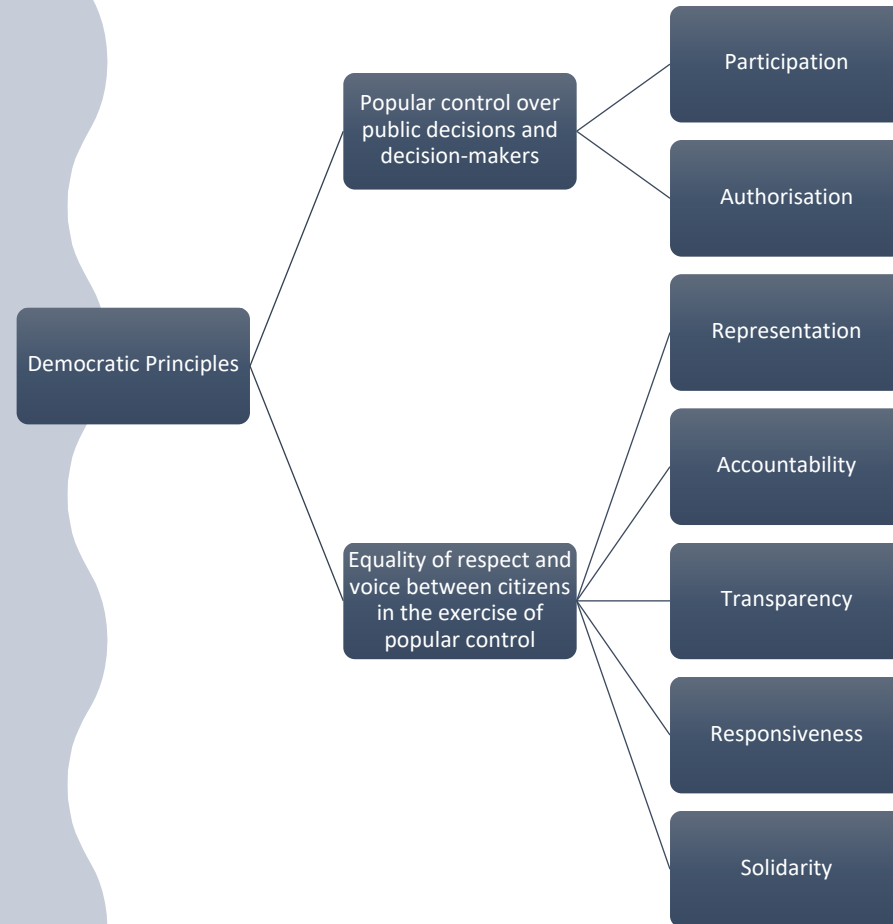 Democratic Principles
Popular control over
public decisions and
decision-makers
Participation
Authorisation
Equality of respect and
voice between citizens
in the exercise of
popular control
Representation
Accountability
Transparency
Responsiveness
Solidarity